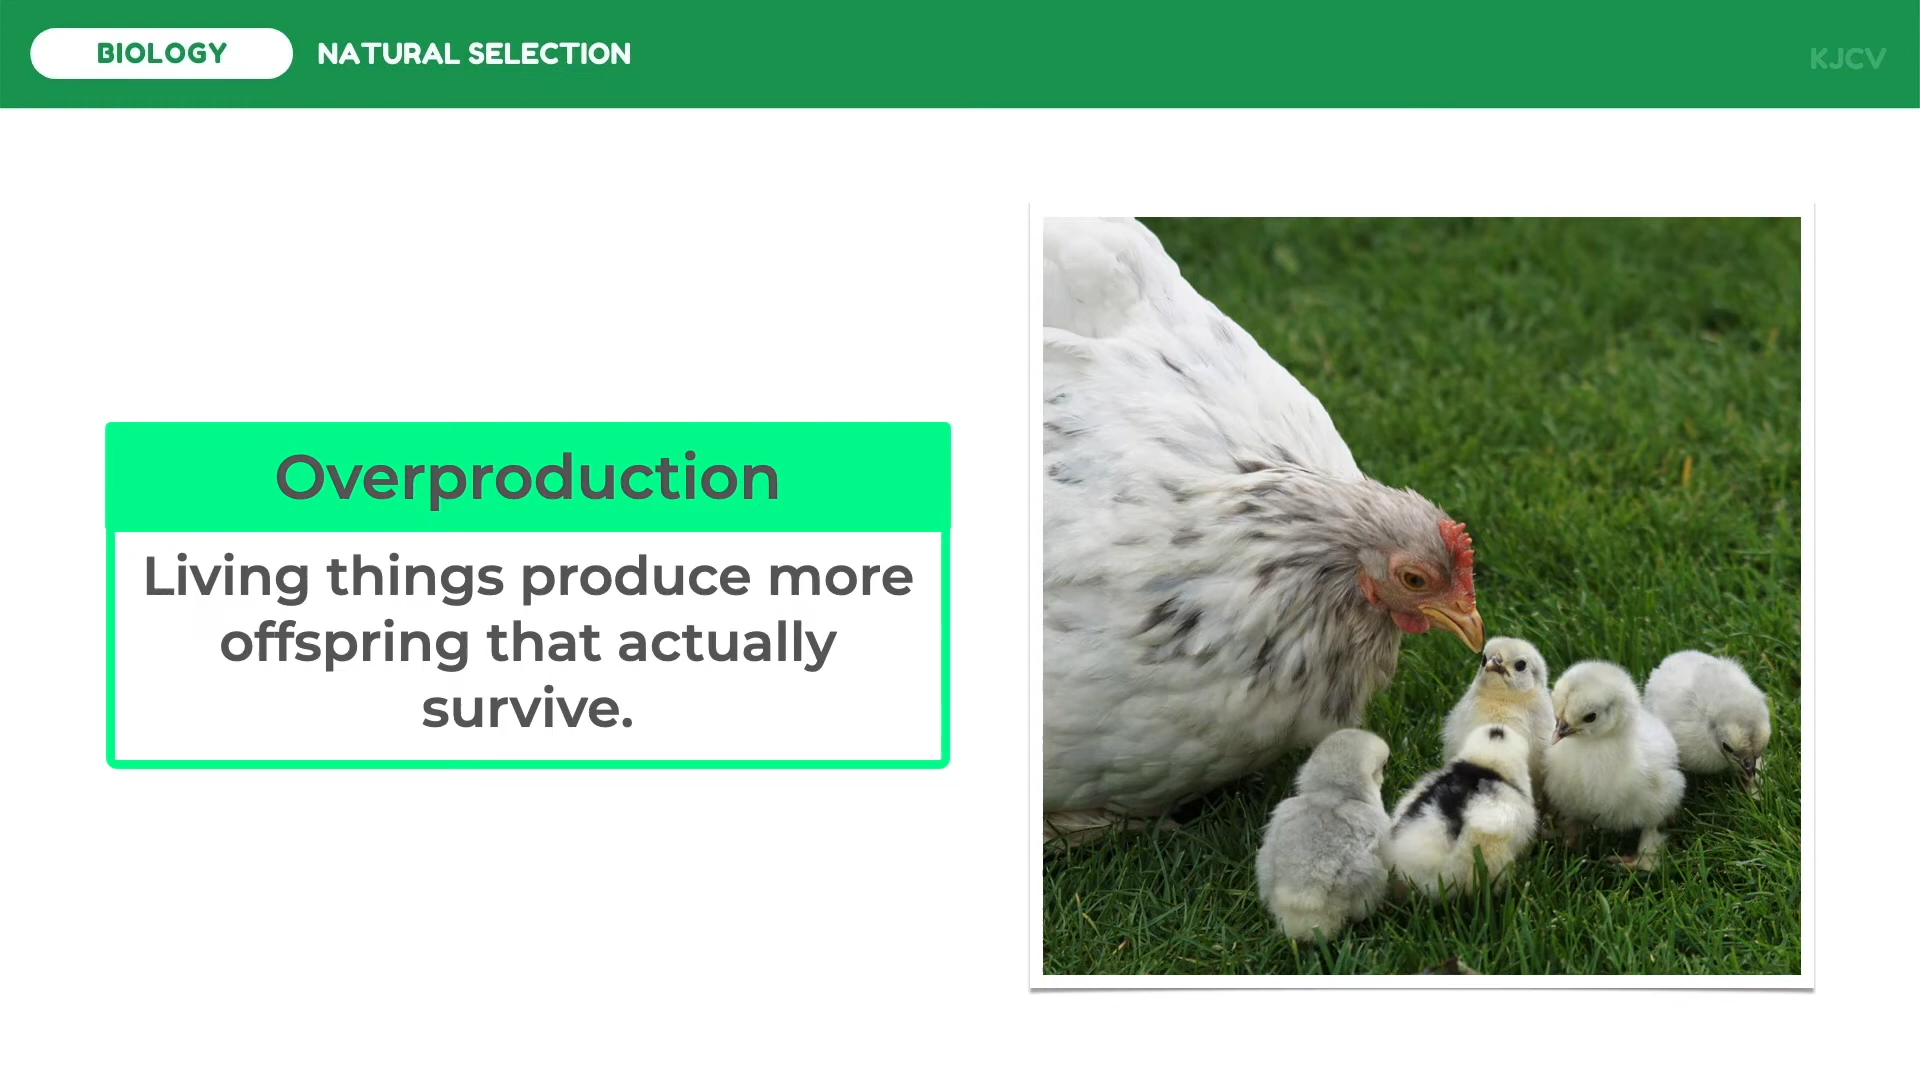 BIOLOGY
NATURAL SELECTION
KJCV
Overproduction
Living things produce more
offspring that actually
survive.